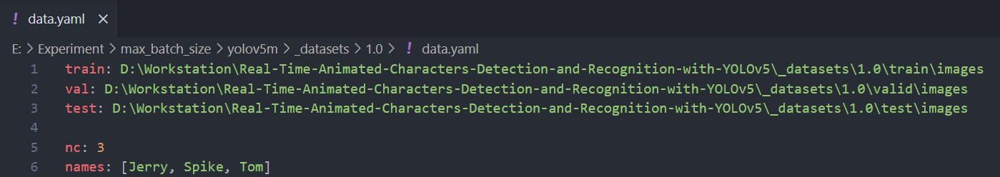 ! data.yaml ×
E: > Experiment > max_batch_size > yolov5m > _datasets > 1.0 > ! data.yaml
1 train: D:\Workstation\Real-Time-Animated-Characters-Detection-and-Recognition-with-YOLOv5\_datasets\1.0\train\images
2 val: D:\Workstation\Real-Time-Animated-Characters-Detection-and-Recognition-with-YOLOv5\_datasets\1.0\valid\images
3 test: D:\Workstation\Real-Time-Animated-Characters-Detection-and-Recognition-with-YOLOv5\_datasets\1.0\test\images
4
5 nc: 3
6 names: [Jerry, Spike, Tom]